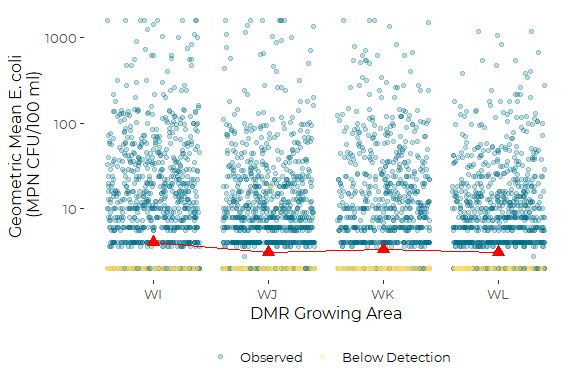 Geometric Mean E. coli
(MPN CFU/100 ml)
1000
100
10
WI WJ WK WL
DMR Growing Area
Observed Below Detection